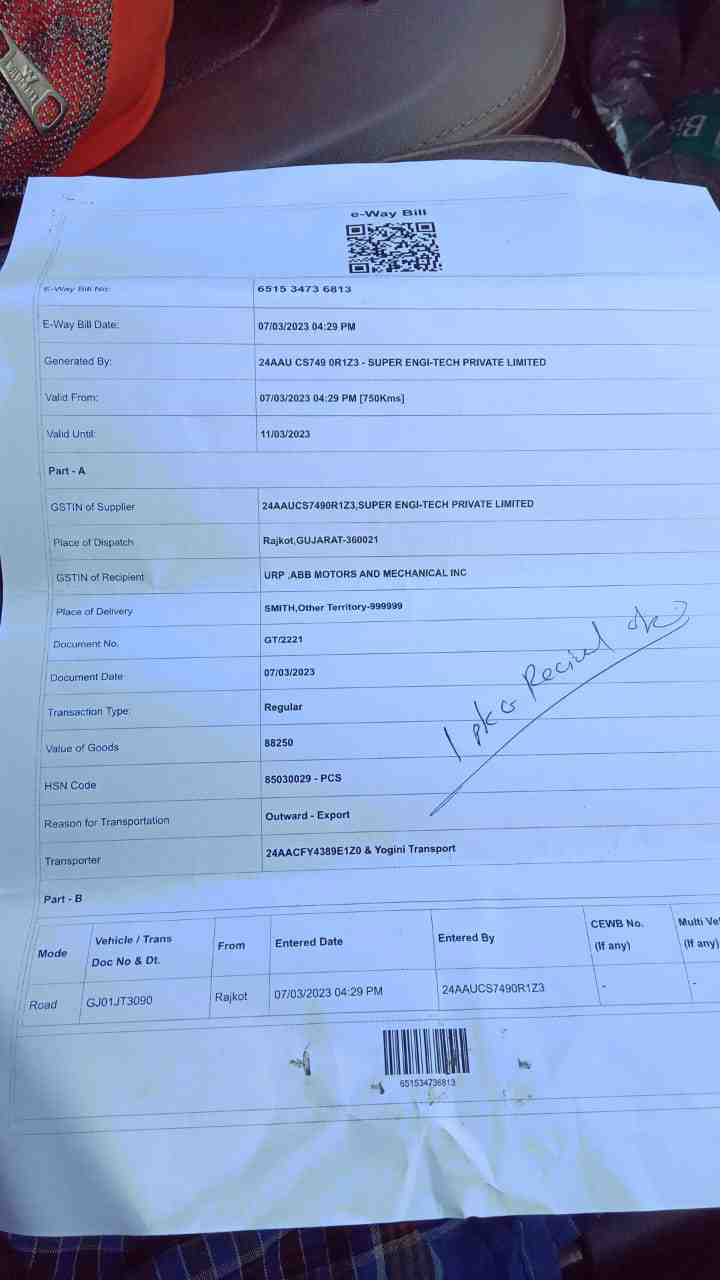 e-Way Bill
E-Way Bill No: 6515 3473 6813
E-Way Bill Date: 07/03/2023 04:29 PM
Generated By: 24AAU CS749 0R1Z3 - SUPER ENGI-TECH PRIVATE LIMITED
Valid From: 07/03/2023 04:29 PM [750Kms]
Valid Until: 11/03/2023
Part - A
GSTIN of Supplier 24AAUCS7490R1Z3,SUPER ENGI-TECH PRIVATE LIMITED
Place of Dispatch Rajkot,GUJARAT-360021
GSTIN of Recipient URP ,ABB MOTORS AND MECHANICAL INC
Place of Delivery SMITH,Other Territory-999999
Document No. GT/2221
Document Date 07/03/2023
Transaction Type: Regular
Value of Goods 88250
HSN Code 85030029 - PCS
Reason for Transportation Outward - Export
Transporter 24AACFY4389E1Z0 & Yogini Transport
1 pkg Recived ok
Part - B
Mode Vehicle / Trans Doc No & Dt. From Entered Date Entered By CEWB No. (If any) Multi (If any)
Road GJ01JT3090 Rajkot 07/03/2023 04:29 PM 24AAUCS7490R1Z3 - -
651534736813